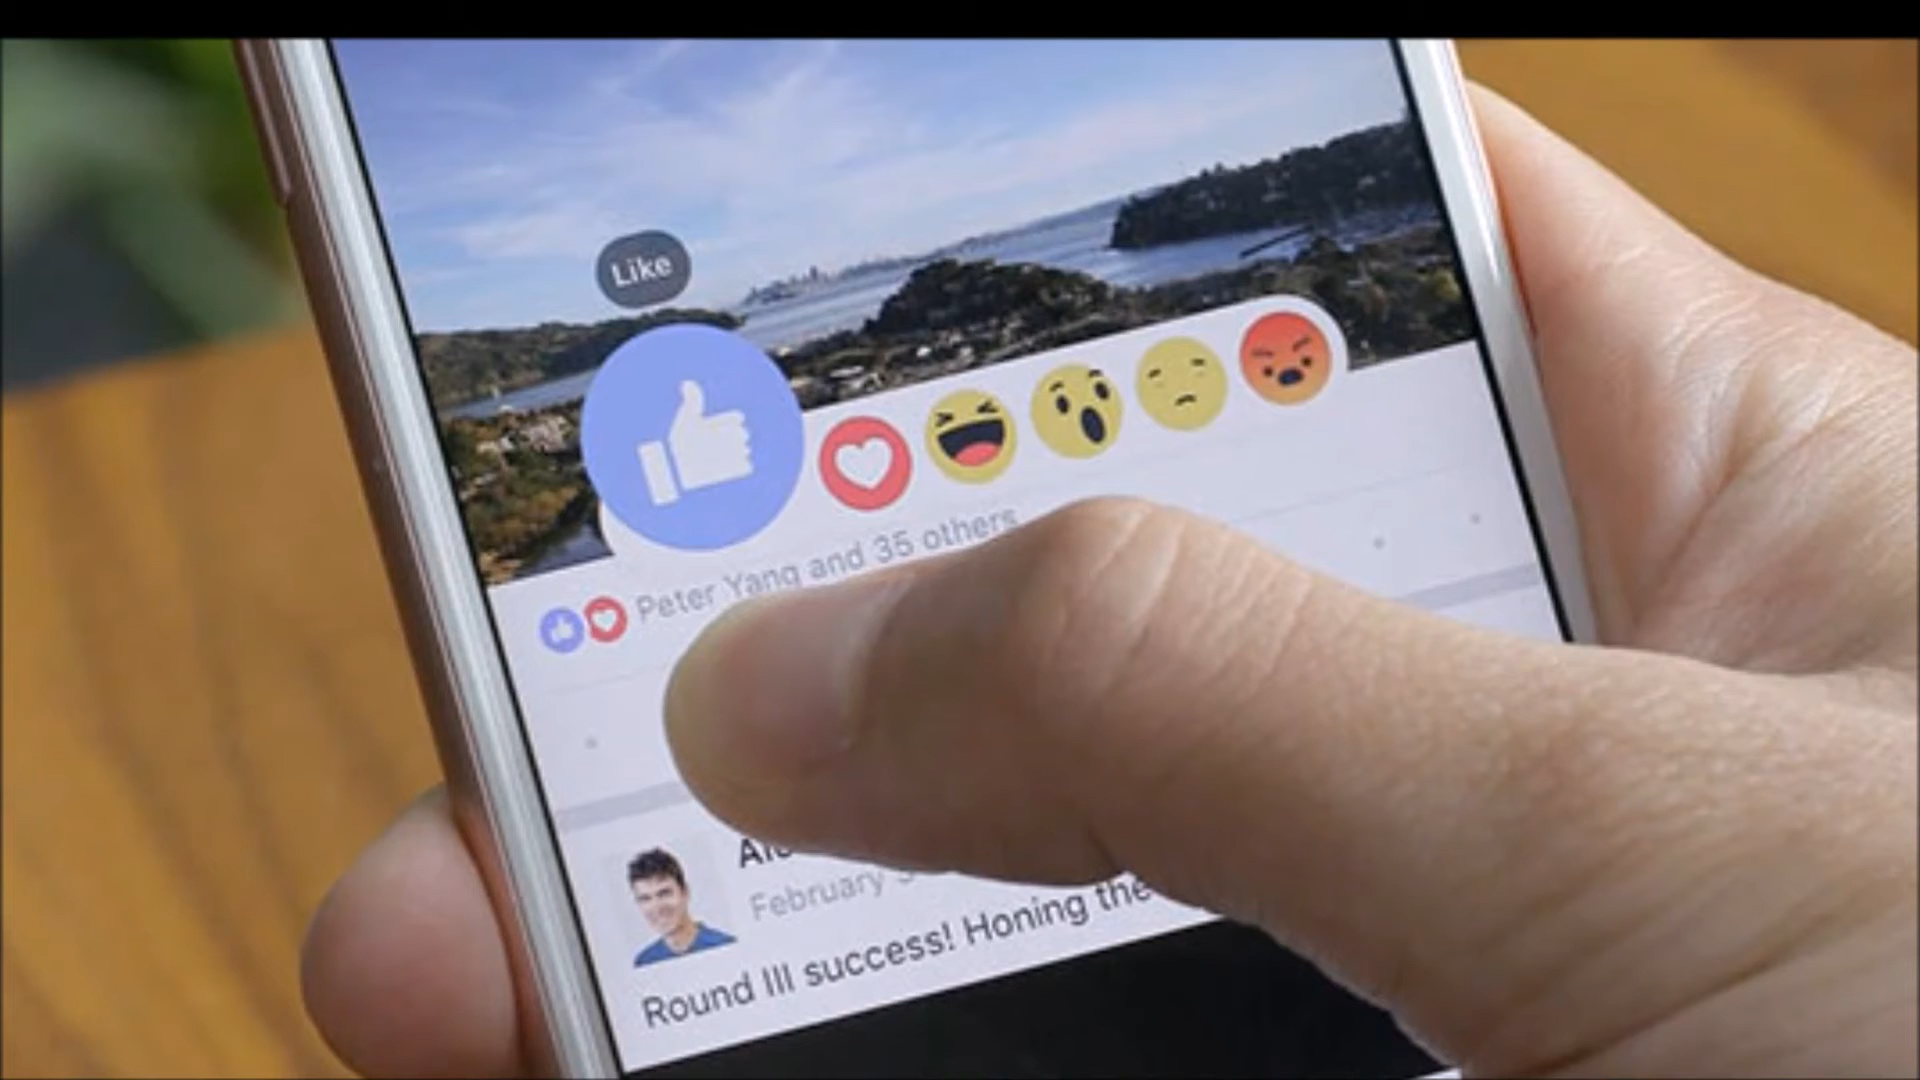 Like
Peter Yang and 35 others
February
Round III success! Honing the